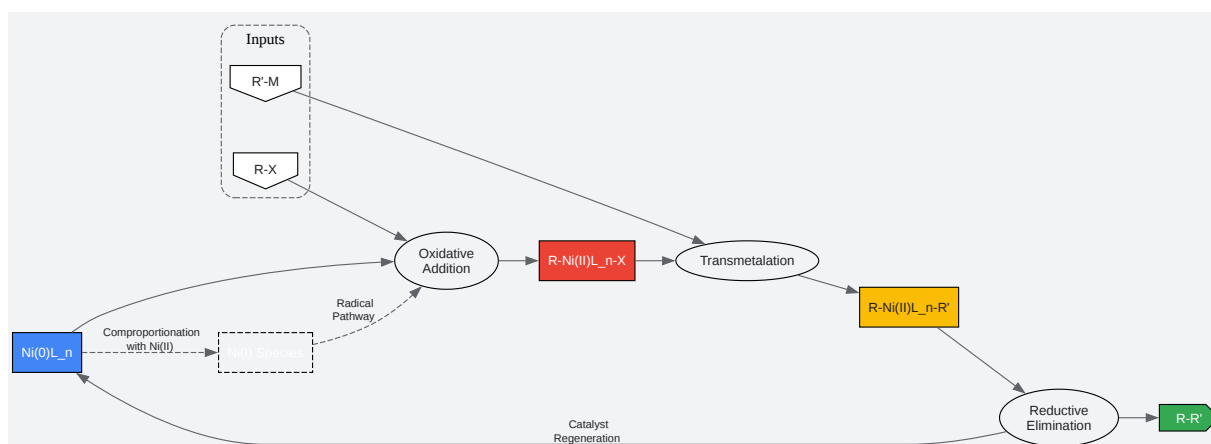 Inputs
R'-M
R-X
Oxidative
Addition
R-Ni(II)L_n-X
Transmetalation
R-Ni(II)L_n-R'
Radical
Pathway
Comproportionation
with Ni(II)
Ni(0)L_n
Ni(I) Species
Reductive
Elimination
R-R'
Catalyst
Regeneration